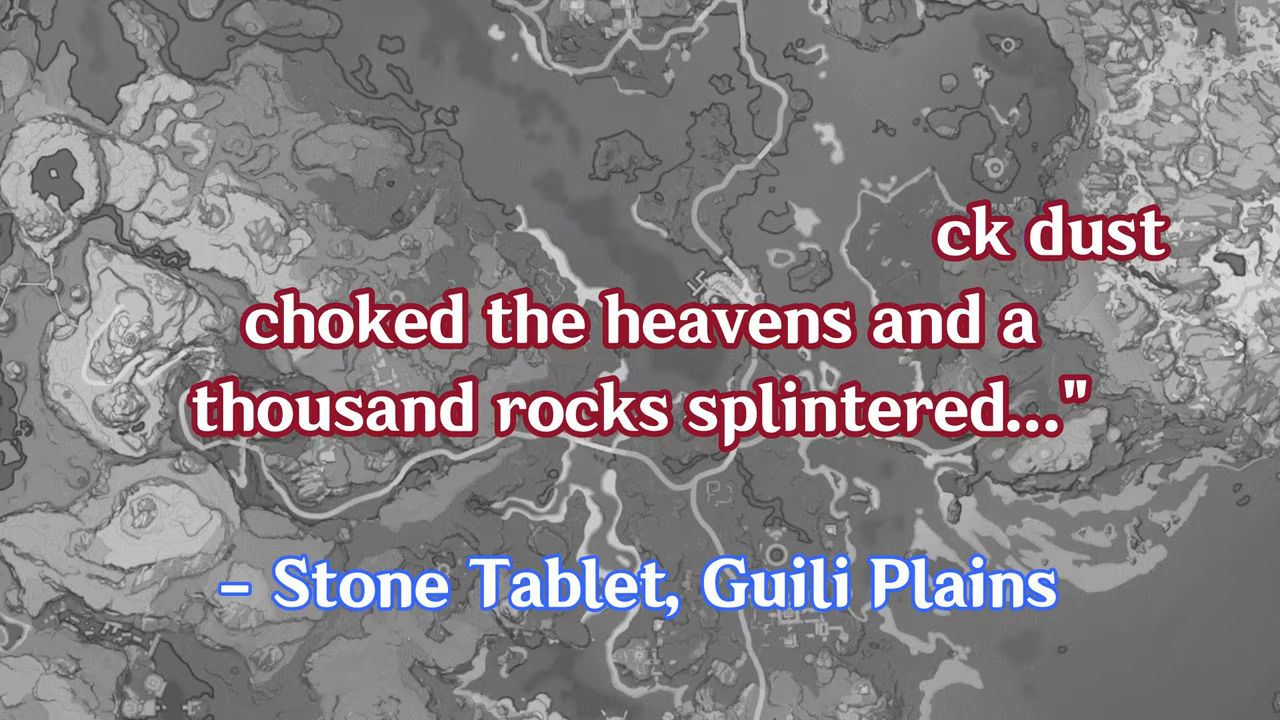 ck dust
choked the heavens and a
thousand rocks splintered..."
– Stone Tablet, Guili Plains